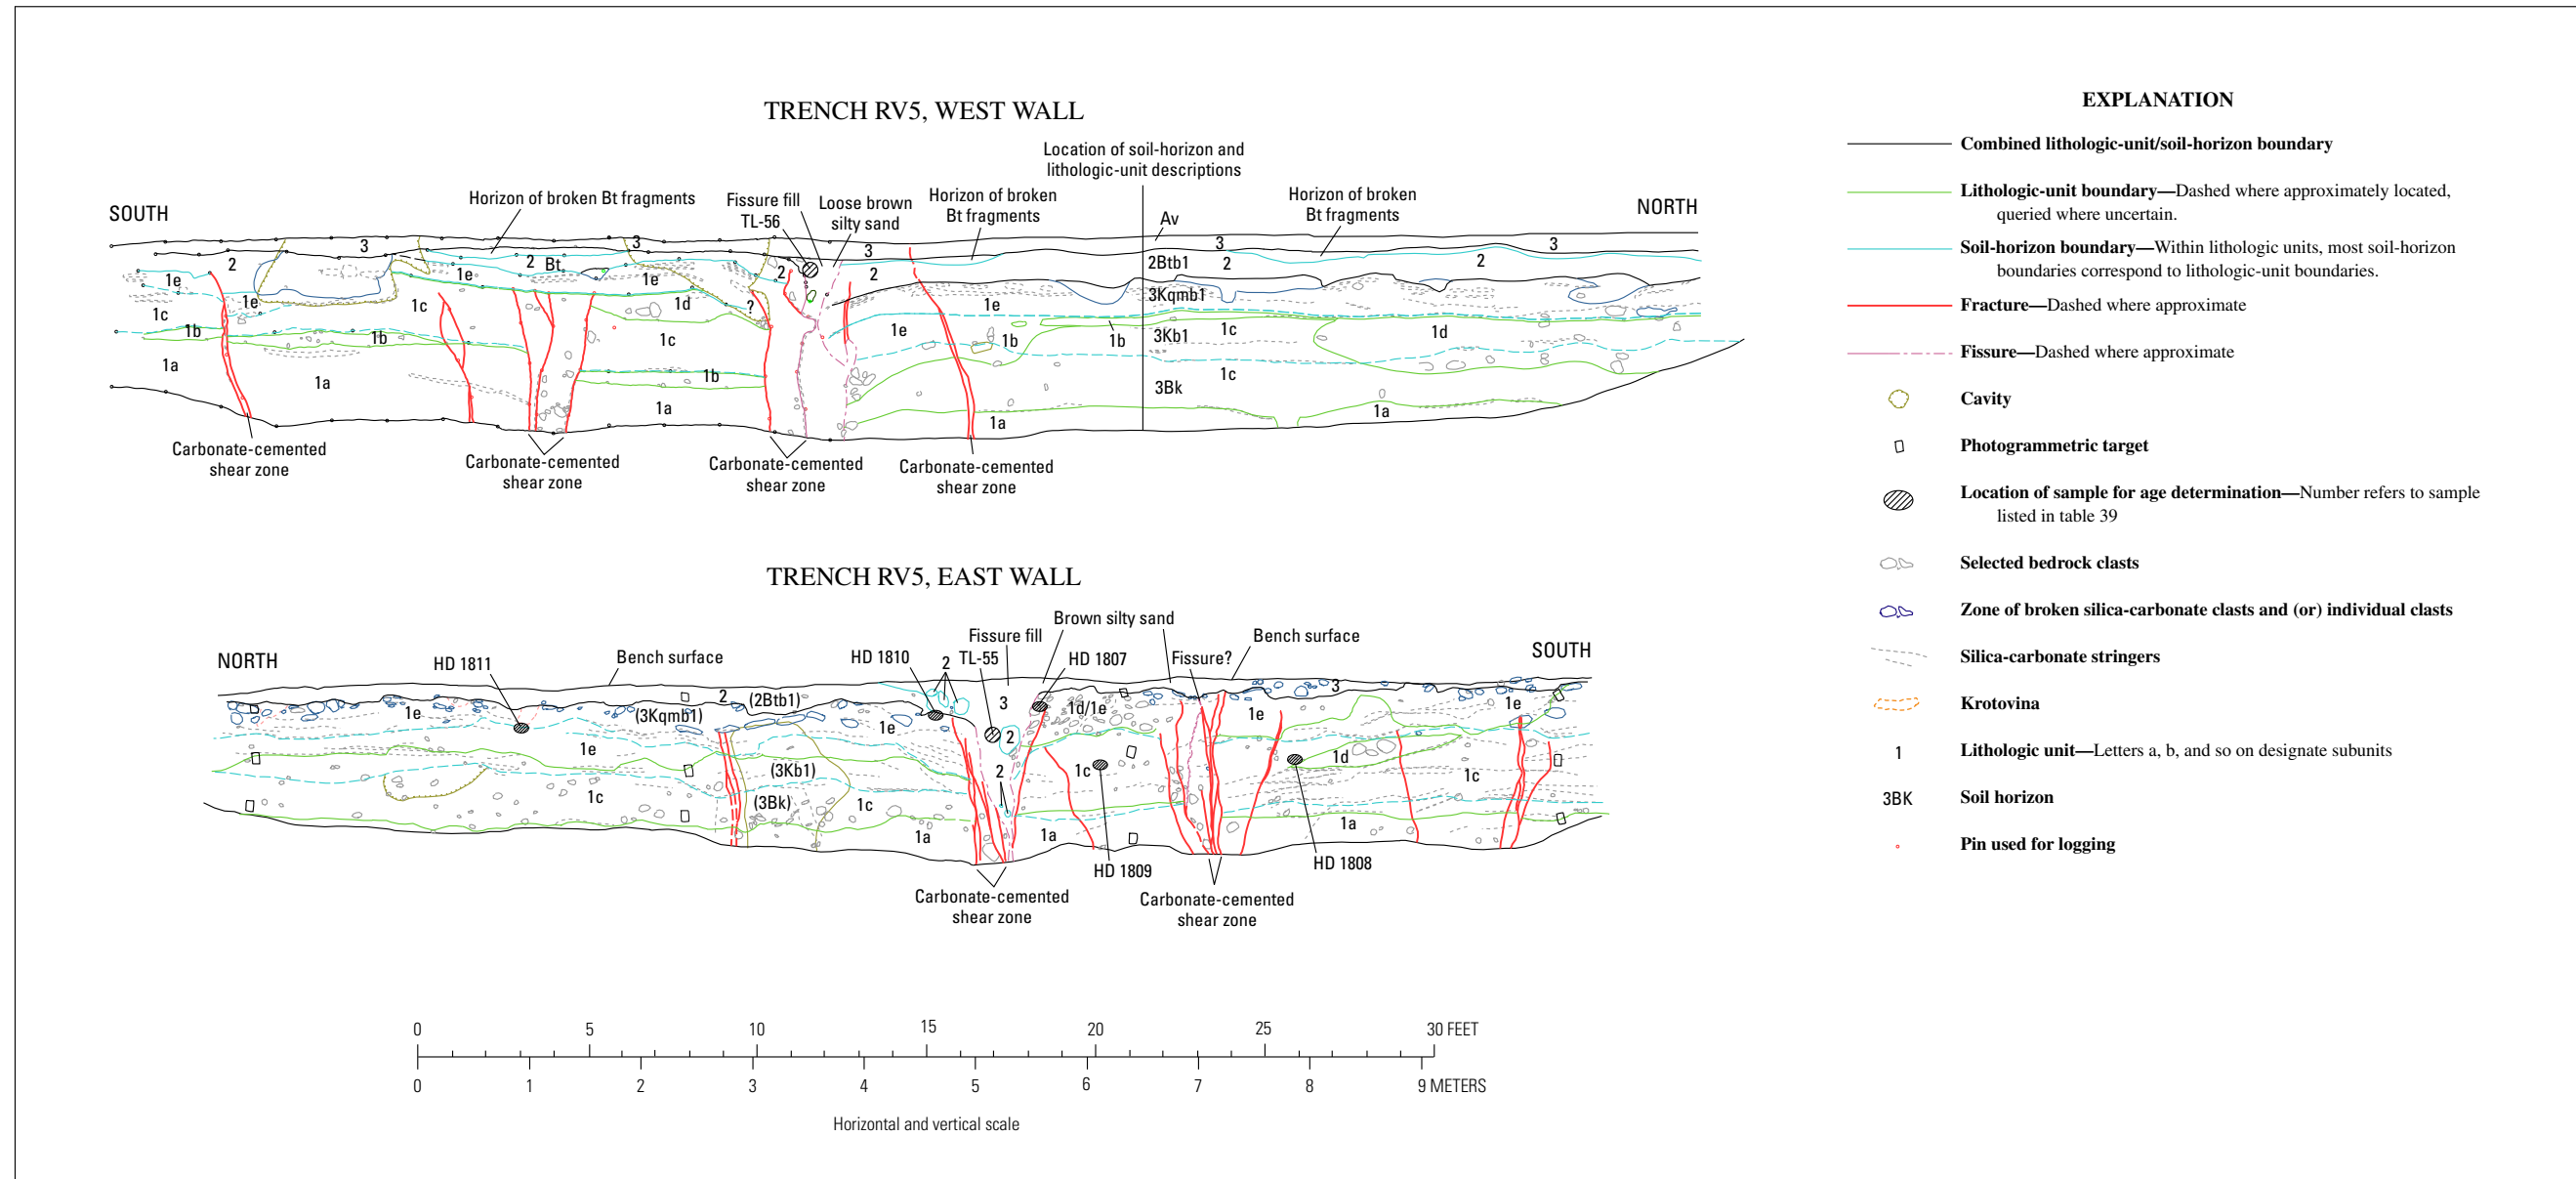 TRENCH RV5, WEST WALL
Location of soil-horizon and
lithologic-unit descriptions
Horizon of broken Bt fragments
Fissure fill
TL-56
Loose brown
silty sand
Horizon of broken
Bt fragments
Horizon of broken
Bt fragments
SOUTH
NORTH
Av
3
3
3
3
3
2
2 Bt
2
2
2Btb1
2
2
1e
1e
1e
1e
1e
3Kqmb1
1c
1c
1d
?
1e
1b
1b
1c
1d
1b
1b
1c
3Kb1
1a
1a
1b
1c
3Bk
1a
1a
1a
Carbonate-cemented
shear zone
Carbonate-cemented
shear zone
Carbonate-cemented
shear zone
Carbonate-cemented
shear zone
TRENCH RV5, EAST WALL
NORTH
SOUTH
HD 1811
Bench surface
HD 1810
2
TL-55
Fissure fill
Brown silty sand
HD 1807
Fissure?
Bench surface
2
(2Btb1)
3
3
1e
(3Kqmb1)
1e
1d/1e
1e
1e
1e
2
(3Kb1)
2
1c
1d
1c
1c
(3Bk)
1c
1a
1a
1a
HD 1809
HD 1808
Carbonate-cemented
shear zone
Carbonate-cemented
shear zone
0 5 10 15 20 25 30 FEET
0 1 2 3 4 5 6 7 8 9 METERS
Horizontal and vertical scale
EXPLANATION
Combined lithologic-unit/soil-horizon boundary
Lithologic-unit boundary—Dashed where approximately located,
queried where uncertain.
Soil-horizon boundary—Within lithologic units, most soil-horizon
boundaries correspond to lithologic-unit boundaries.
Fracture—Dashed where approximate
Fissure—Dashed where approximate
Cavity
Photogrammetric target
Location of sample for age determination—Number refers to sample
listed in table 39
Selected bedrock clasts
Zone of broken silica-carbonate clasts and (or) individual clasts
Silica-carbonate stringers
Krotovina
1 Lithologic unit—Letters a, b, and so on designate subunits
3BK Soil horizon
Pin used for logging